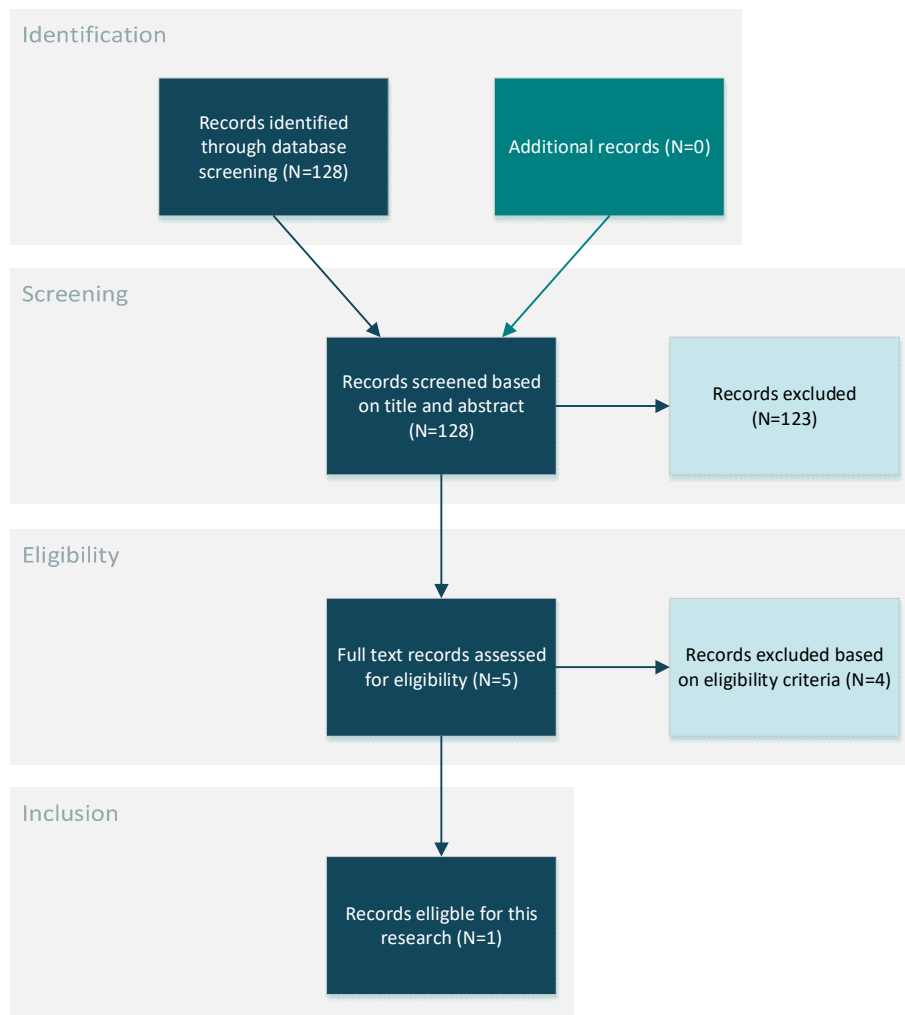 Identification
Records identified
through database
screening (N=128)
Additional records (N=0)
Screening
Records screened based
on title and abstract
(N=128)
Records excluded
(N=123)
Eligibility
Full text records assessed
for eligibility (N=5)
Records excluded based
on eligibility criteria (N=4)
Inclusion
Records elligble for this
research (N=1)